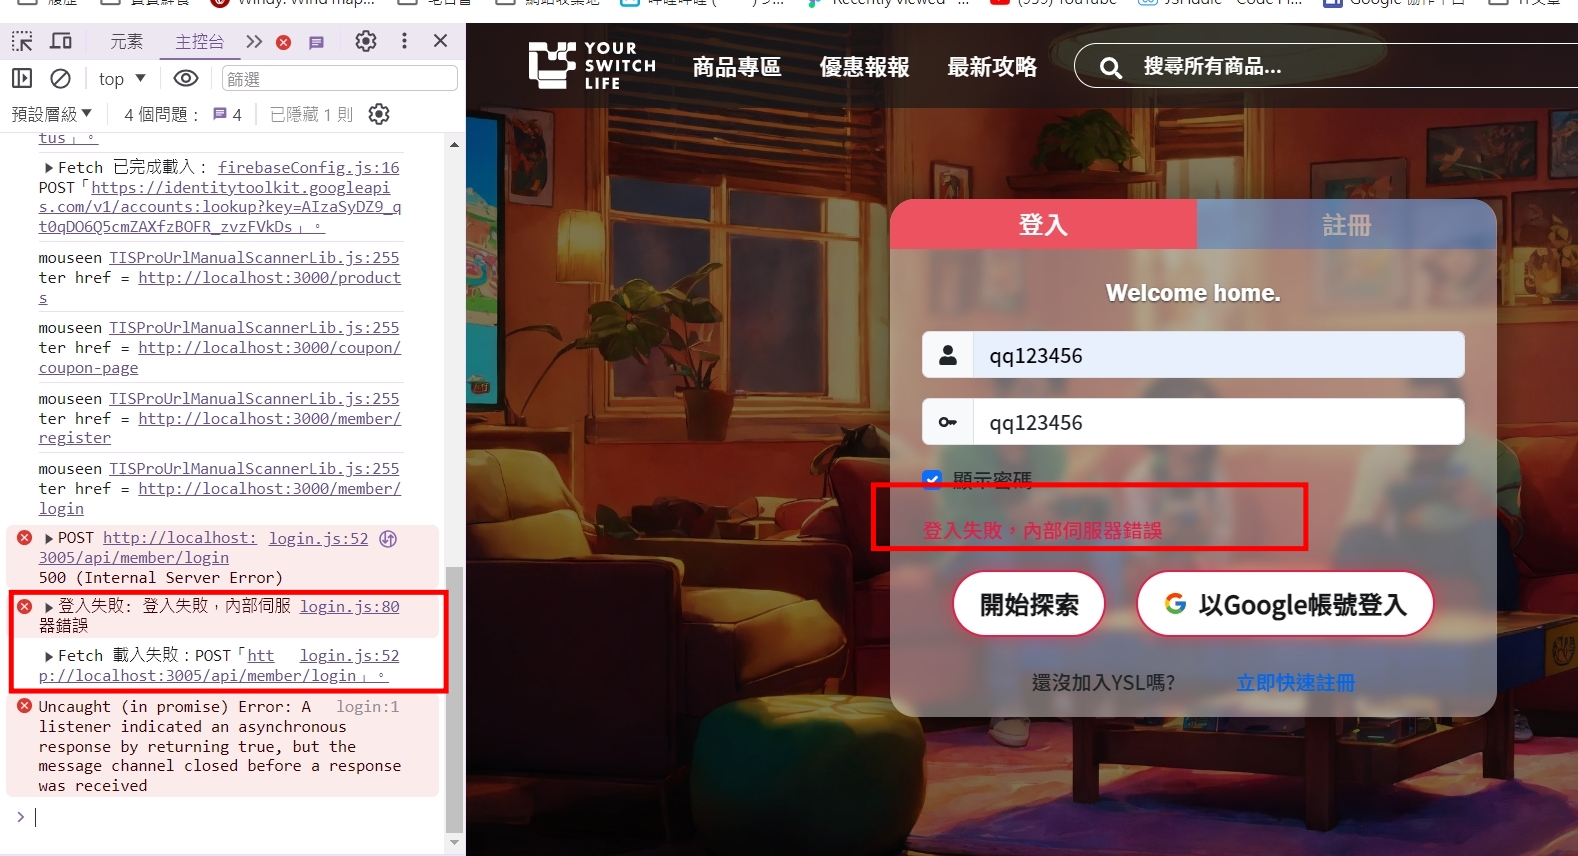 元素
主控台
top
篩選
預設層級
4 個問題：
4
已隱藏 1 則
tus」。
Fetch 已完成載入：
firebaseConfig.js:16
POST「https://identitytoolkit.googleapi
s.com/v1/accounts:lookup?key=AIzaSyDZ9_q
t0qDO6Q5cmZAXfzBOFR_zvzFVkDs」。
mouseen TISProUrlManualScannerLib.js:255
ter href = http://localhost:3000/product
s
mouseen TISProUrlManualScannerLib.js:255
ter href = http://localhost:3000/coupon/
coupon-page
mouseen TISProUrlManualScannerLib.js:255
ter href = http://localhost:3000/member/
register
mouseen TISProUrlManualScannerLib.js:255
ter href = http://localhost:3000/member/
login
POST http://localhost: login.js:52
3005/api/member/login
500 (Internal Server Error)
登入失敗: 登入失敗，內部伺服 login.js:80
器錯誤
Fetch 載入失敗：POST「htt login.js:52
p://localhost:3005/api/member/login」。
Uncaught (in promise) Error: A login:1
listener indicated an asynchronous
response by returning true, but the
message channel closed before a response
was received
YOUR
SWITCH
LIFE
商品專區
優惠報報
最新攻略
搜尋所有商品...
登入
註冊
Welcome home.
qq123456
qq123456
顯示密碼
登入失敗，內部伺服器錯誤
開始探索
以Google帳號登入
還沒加入YSL嗎?
立即快速註冊